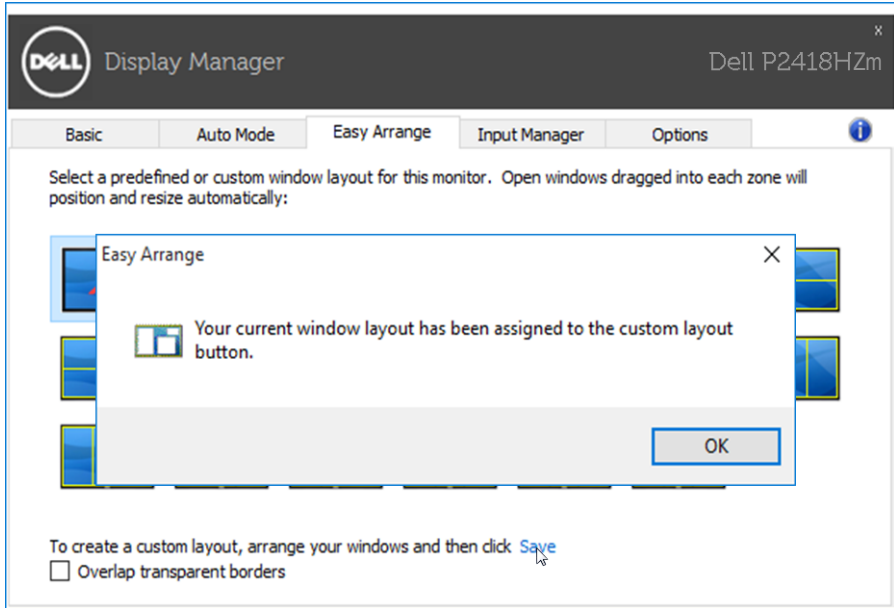 x
DELL
Display Manager
Dell P2418HZm
Basic
Auto Mode
Easy Arrange
Input Manager
Options
i
Select a predefined or custom window layout for this monitor. Open windows dragged into each zone will
position and resize automatically:
Easy Arrange
Your current window layout has been assigned to the custom layout
button.
OK
To create a custom layout, arrange your windows and then click Save
Overlap transparent borders